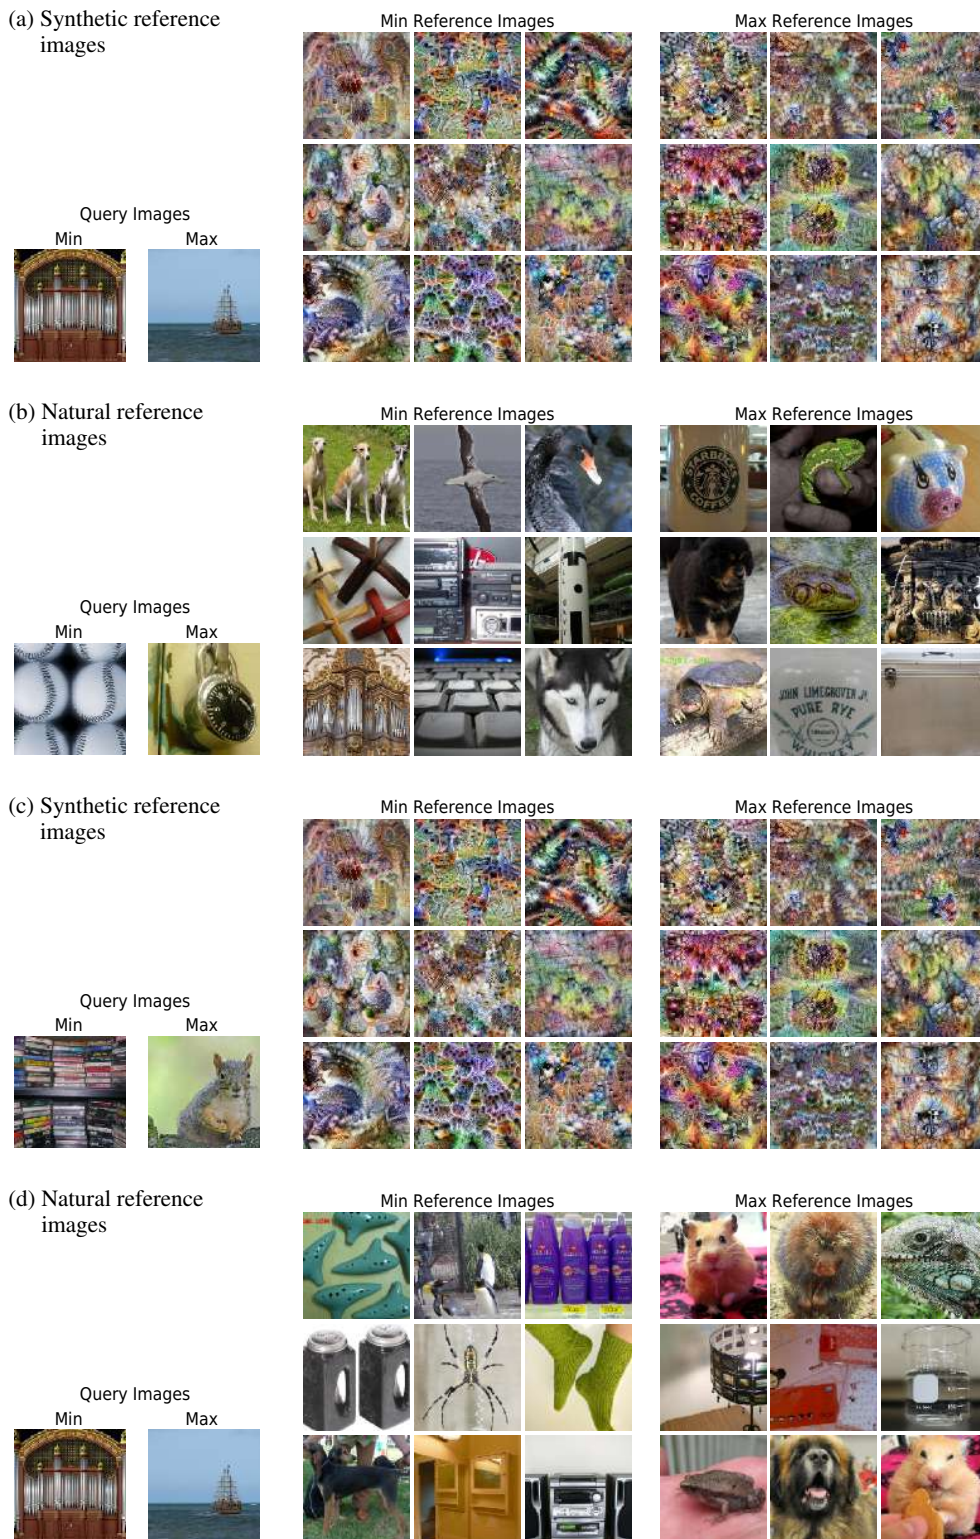 (a) Synthetic reference
images
Min Reference Images
Max Reference Images
Query Images
Min
Max
(b) Natural reference
images
Min Reference Images
Max Reference Images
STARBUCKS
COFFEE
Query Images
Min
Max
JOHN LIMEGROVER JR.
PURE RYE
WHISKEY
(c) Synthetic reference
images
Min Reference Images
Max Reference Images
Query Images
Min
Max
(d) Natural reference
images
Min Reference Images
Max Reference Images
Query Images
Min
Max